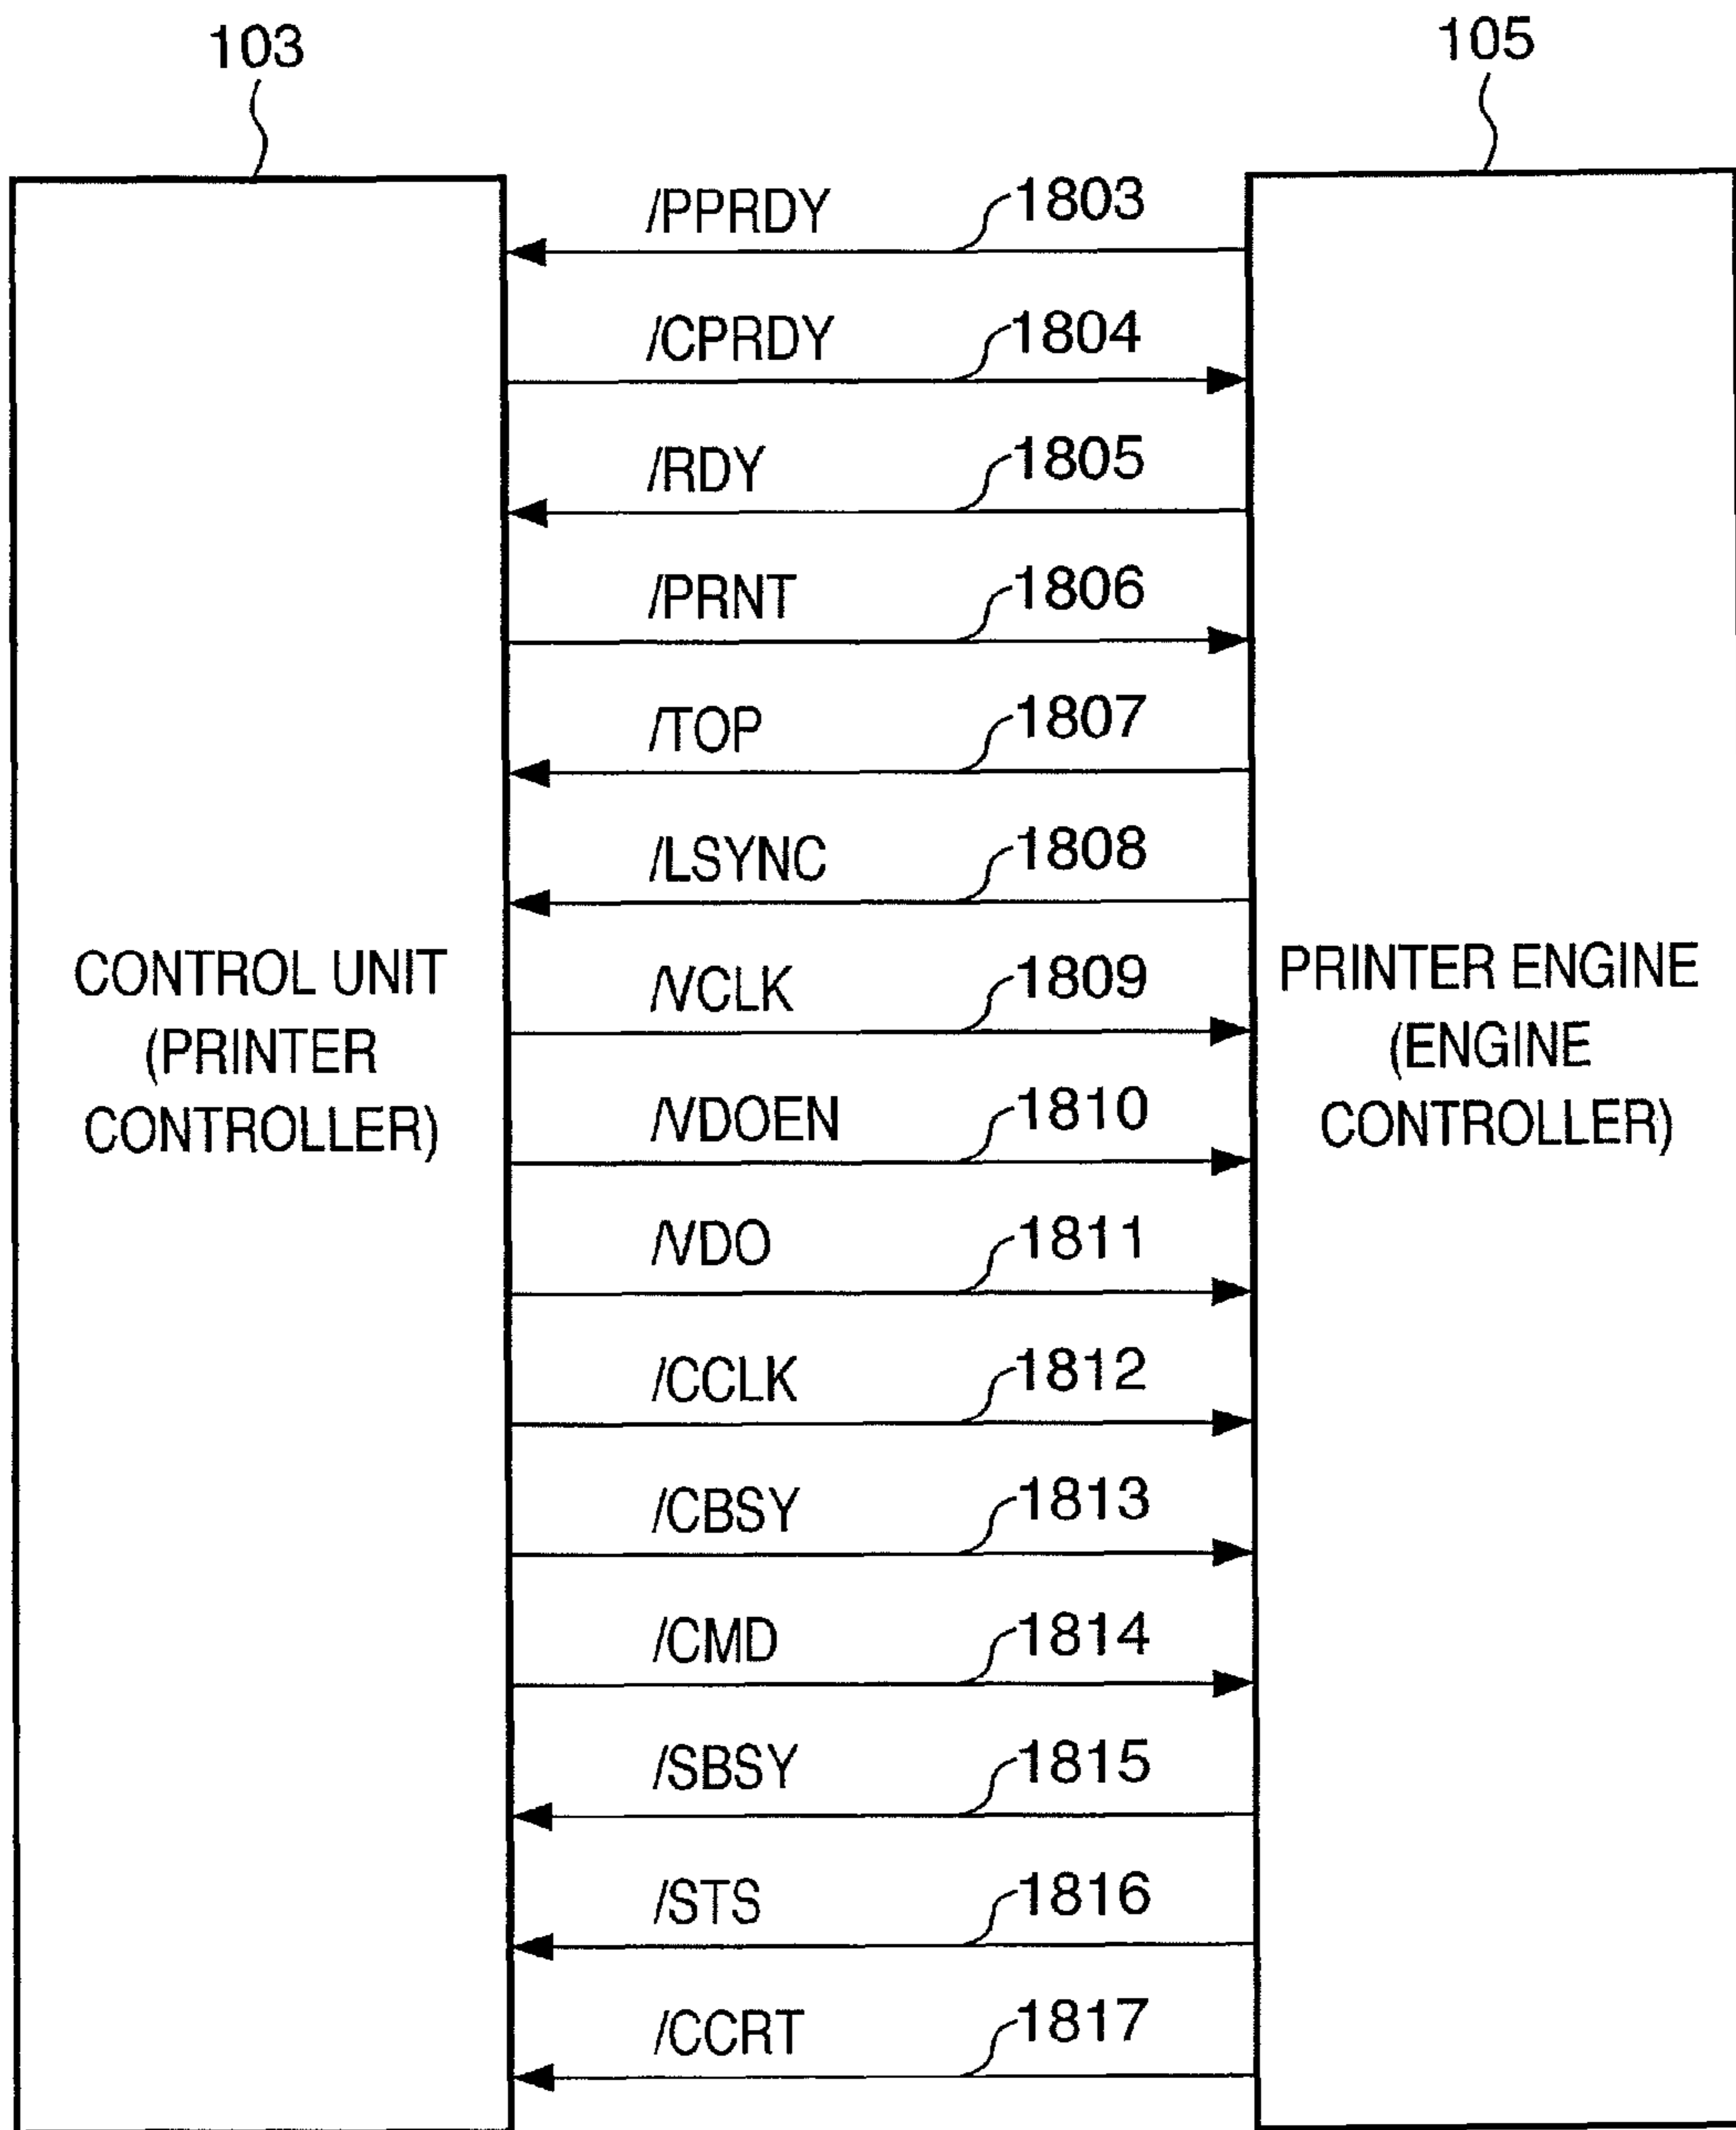 103
105
/PPRDY 1803
/CPRDY 1804
/RDY 1805
/PRNT 1806
/TOP 1807
/LSYNC 1808
/VCLK 1809
/VDOEN 1810
/VDO 1811
/CCLK 1812
/CBSY 1813
/CMD 1814
/SBSY 1815
/STS 1816
/CCRT 1817
CONTROL UNIT
(PRINTER
CONTROLLER)
PRINTER ENGINE
(ENGINE
CONTROLLER)